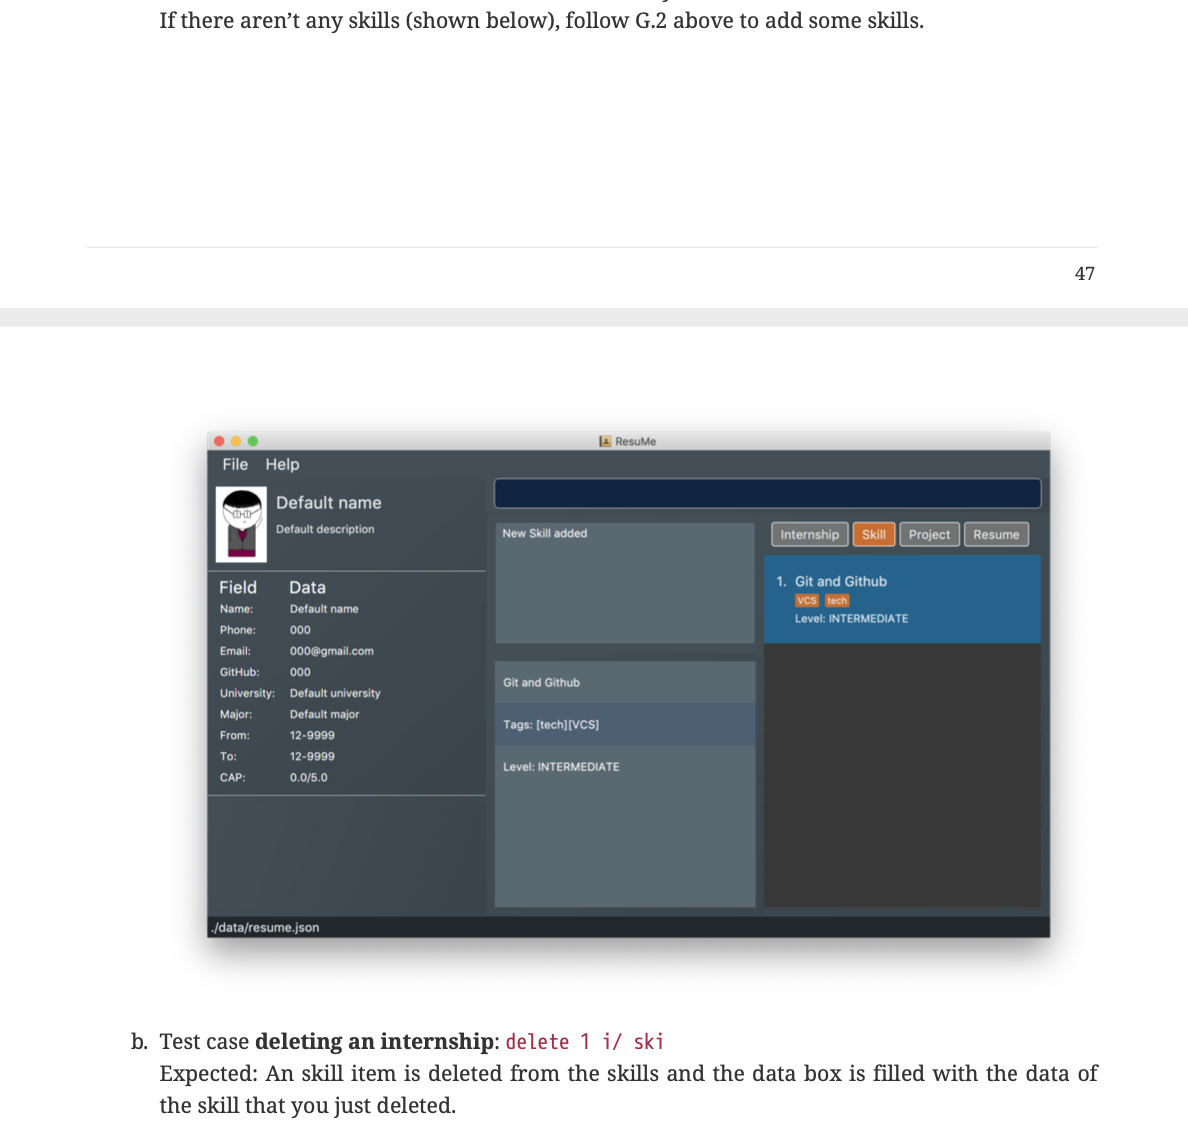 If there aren’t any skills (shown below), follow G.2 above to add some skills.
47
ResuMe
File Help
Default name
Default description
Field Data
Name: Default name
Phone: 000
Email: 000@gmail.com
GitHub: 000
University: Default university
Major: Default major
From: 12-9999
To: 12-9999
CAP: 0.0/5.0
New Skill added
Git and Github
Tags: [tech][VCS]
Level: INTERMEDIATE
Internship Skill Project Resume
1. Git and Github
VCS tech
Level: INTERMEDIATE
./data/resume.json
b. Test case deleting an internship: delete 1 i/ ski
Expected: An skill item is deleted from the skills and the data box is filled with the data of
the skill that you just deleted.